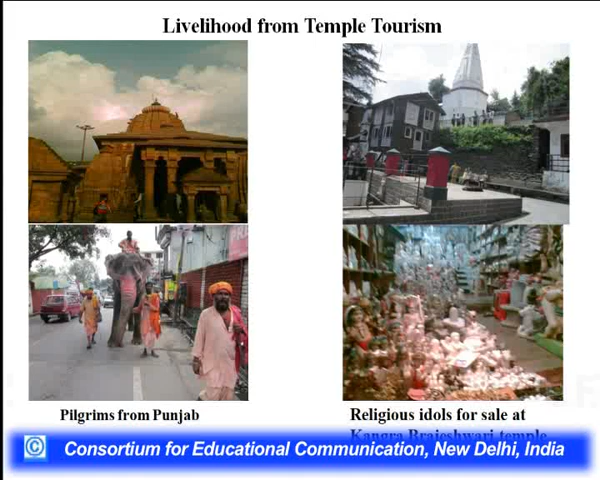 Livelihood from Temple Tourism
Pilgrims from Punjab
Religious idols for sale at
Kangra Brajeshwari temple
© Consortium for Educational Communication, New Delhi, India